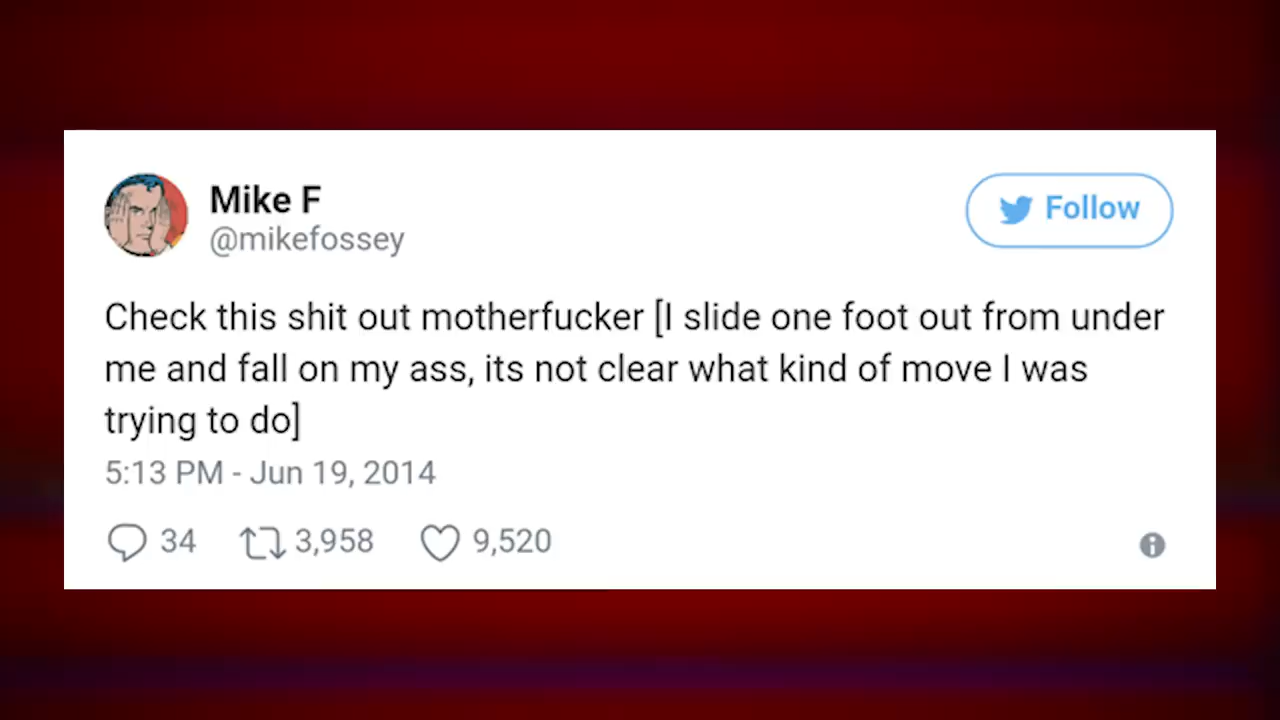 Mike F
@mikefossey
Follow
Check this shit out motherfucker [I slide one foot out from under
me and fall on my ass, its not clear what kind of move I was
trying to do]
5:13 PM - Jun 19, 2014
34 3,958 9,520